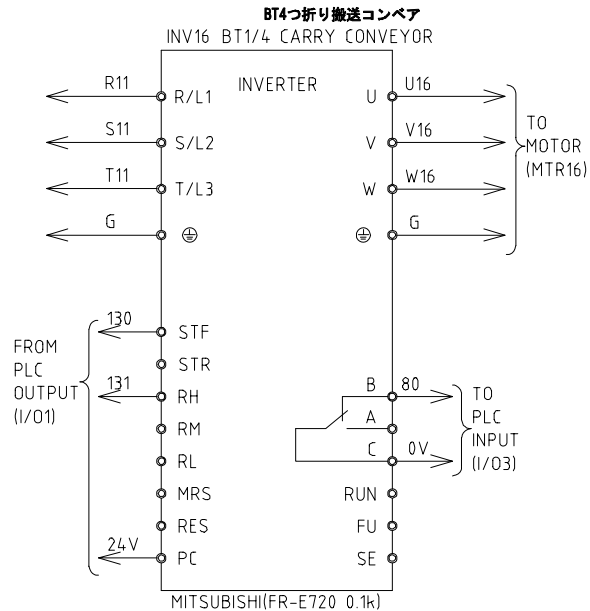 BT4つ折り搬送コンベア
INV16 BT1/4 CARRY CONVEYOR
INVERTER
R11 R/L1 U U16
S11 S/L2 V V16
T11 T/L3 W W16
G G
TO
MOTOR
(MTR16)
130 STF
STR
131 RH B 80
RM A
RL C 0V
MRS RUN
RES FU
24V PC SE
FROM
PLC
OUTPUT
(I/O1)
TO
PLC
INPUT
(I/O3)
MITSUBISHI(FR-E720 0.1k)